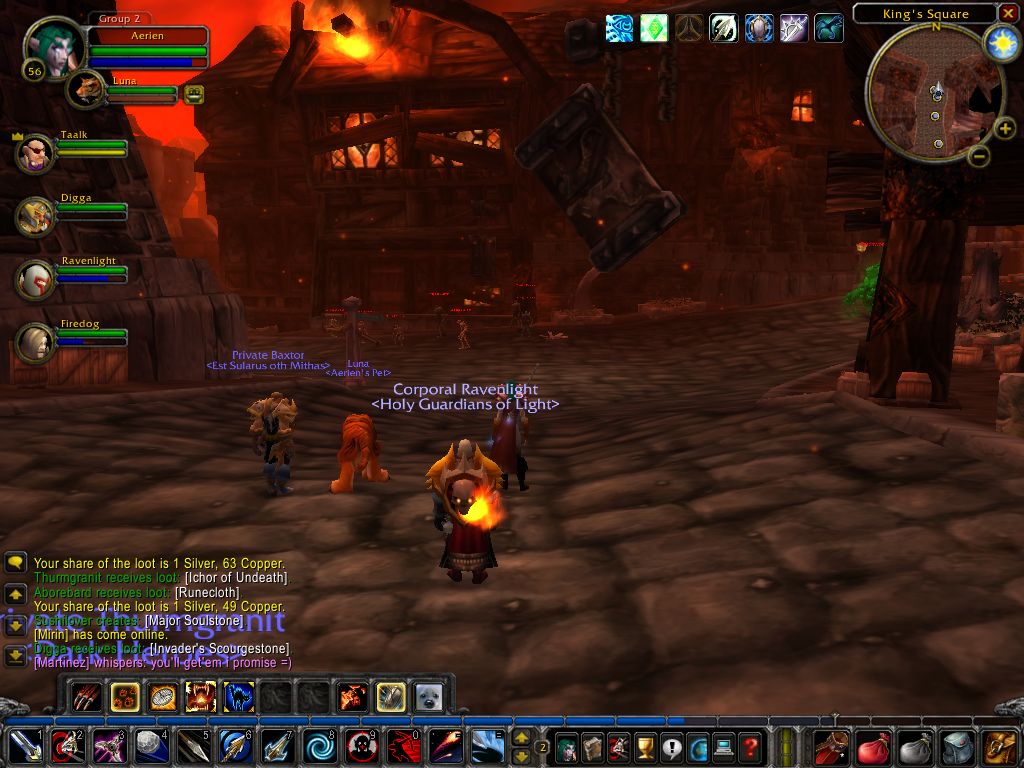 Group 2
Aerien
56
Luna
Taalk
Digga
Ravenlight
Firedog
King's Square
N
Private Baxtor
<Est Sularus oth Mithas>
Luna
<Aerien's Pet>
Corporal Ravenlight
<Holy Guardians of Light>
Your share of the loot is 1 Silver, 63 Copper.
Thurmgranit receives loot: [Ichor of Undeath].
Aborebard receives loot: [Runecloth].
Your share of the loot is 1 Silver, 49 Copper.
creates: [Major Soulstone].
[Mirin] has come online.
Digga receives loot: [Invader's Scourgestone].
[Martinez] whispers: you'll get em I promise =)
Thurmgranit
1 2 3 4 5 6 7 8 9 0 E
2